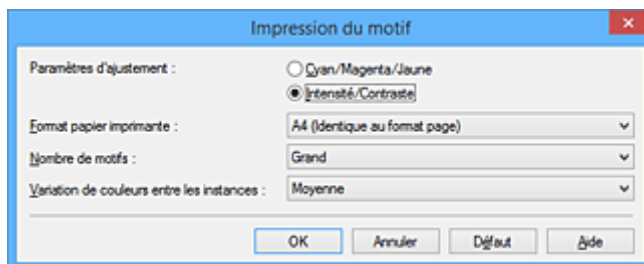 Impression du motif
Paramètres d'ajustement :
Cyan/Magenta/Jaune
Intensité/Contraste
Format papier imprimante :
A4 (Identique au format page)
Nombre de motifs :
Grand
Variation de couleurs entre les instances :
Moyenne
OK Annuler Défaut Aide